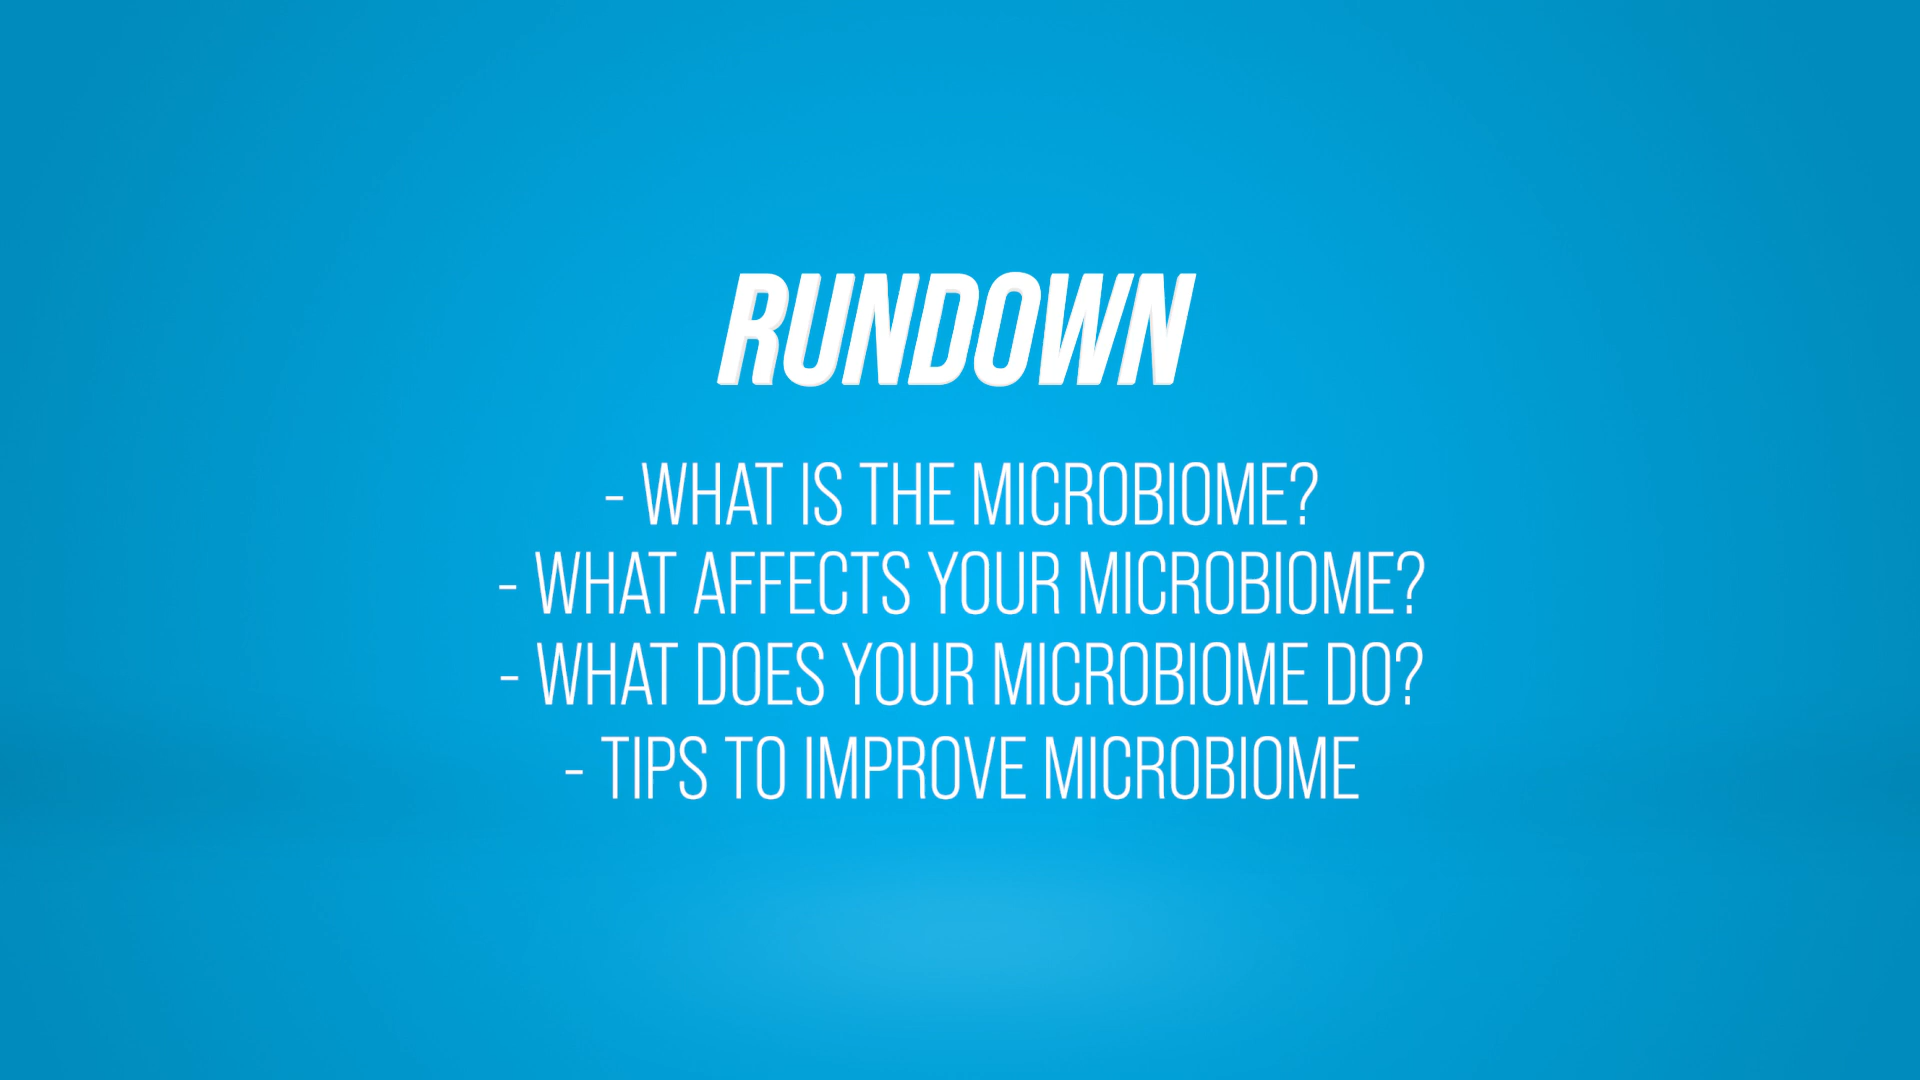 RUNDOWN
- WHAT IS THE MICROBIOME?
- WHAT AFFECTS YOUR MICROBIOME?
- WHAT DOES YOUR MICROBIOME DO?
- TIPS TO IMPROVE MICROBIOME